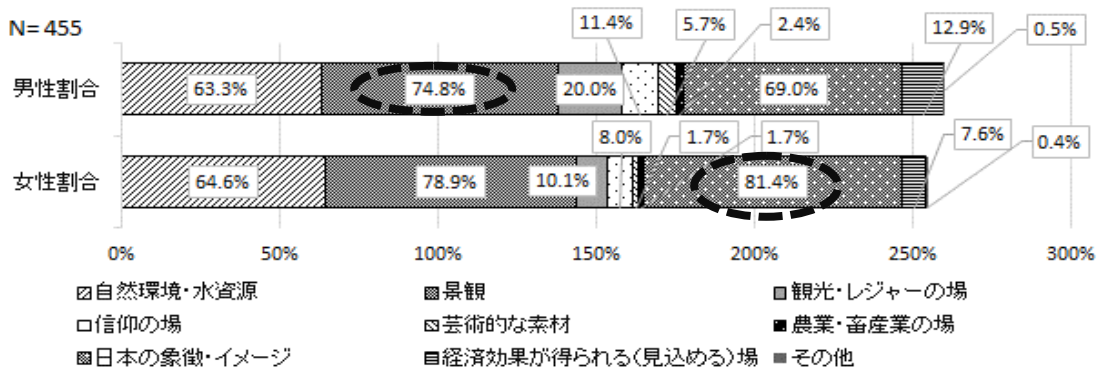 N= 455
11.4% 5.7% 2.4% 12.9% 0.5%
男性割合 63.3% 74.8% 20.0% 69.0%
8.0% 1.7% 1.7% 7.6% 0.4%
女性割合 64.6% 78.9% 10.1% 81.4%
0% 50% 100% 150% 200% 250% 300%
自然環境・水資源 景観 観光・レジャーの場
信仰の場 芸術的な素材 農業・畜産業の場
日本の象徴・イメージ 経済効果が得られる(見込める)場 その他